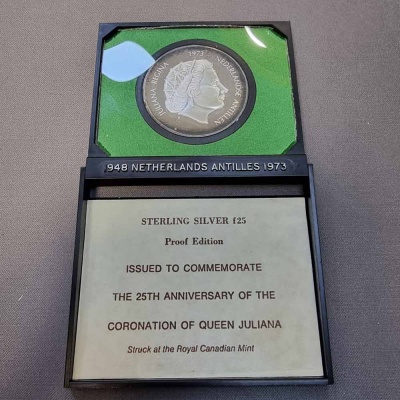 JULIANA REGINA 1973 NEDERLANDSE ANTILLEN
1948 NETHERLANDS ANTILLES 1973
STERLING SILVER f25
Proof Edition
ISSUED TO COMMEMORATE
THE 25TH ANNIVERSARY OF THE
CORONATION OF QUEEN JULIANA
Struck at the Royal Canadian Mint